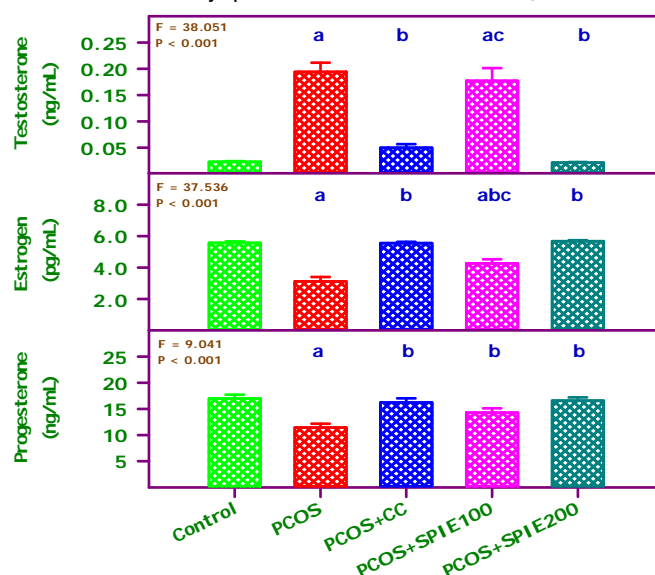 F = 38.051
P < 0.001
a b ac b
0.25
0.20
0.15
0.10
0.05
Testosterone
(ng/mL)
F = 37.536
P < 0.001
a b abc b
8.0
6.0
4.0
2.0
Estrogen
(pg/mL)
F = 9.041
P < 0.001
a b b b
25
20
15
10
5
Progesterone
(ng/mL)
Control
PCOS
PCOS+CC
PCOS+SPIE100
PCOS+SPIE200